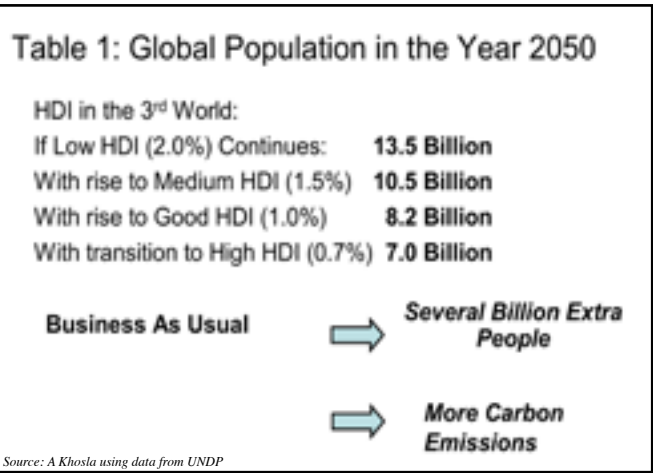 Table 1: Global Population in the Year 2050
HDI in the 3rd World:
If Low HDI (2.0%) Continues: 13.5 Billion
With rise to Medium HDI (1.5%) 10.5 Billion
With rise to Good HDI (1.0%) 8.2 Billion
With transition to High HDI (0.7%) 7.0 Billion
Business As Usual
Several Billion Extra
People
More Carbon
Emissions
Source: A Khosla using data from UNDP